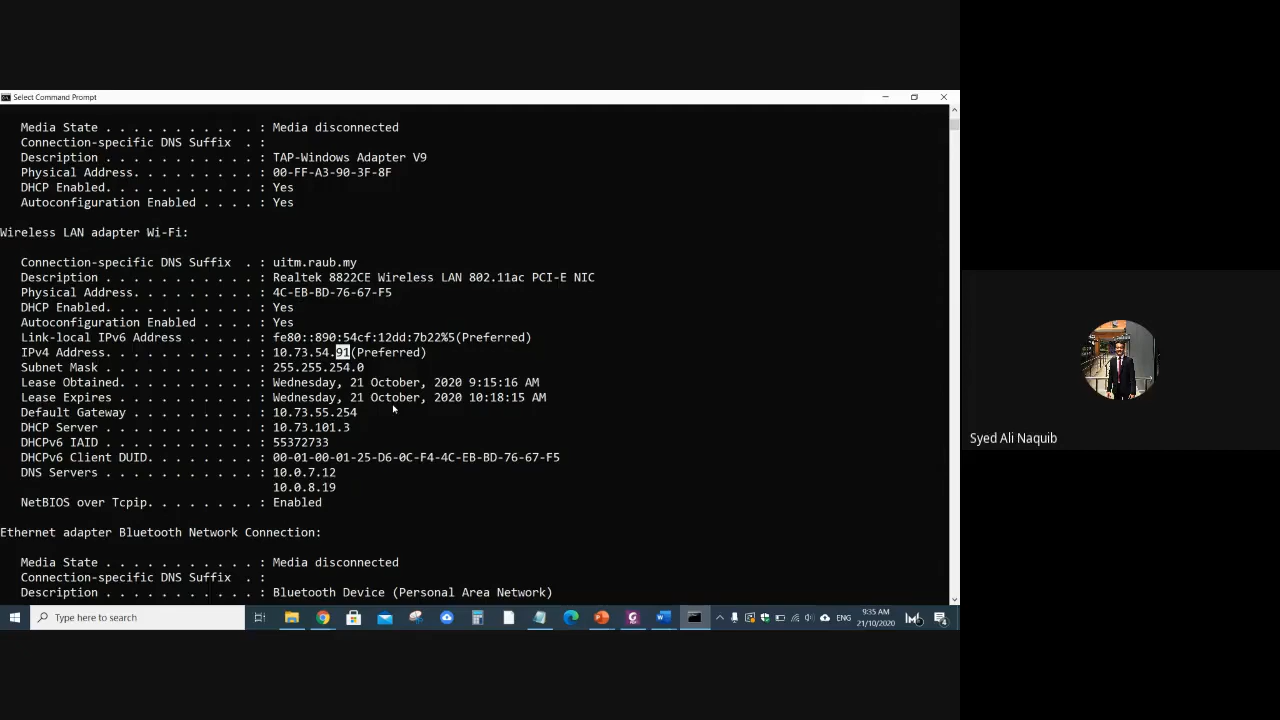 Select Command Prompt
Media State . . . . . . . . . . . : Media disconnected
Connection-specific DNS Suffix  . :
Description . . . . . . . . . . . : TAP-Windows Adapter V9
Physical Address. . . . . . . . . : 00-FF-A3-90-3F-8F
DHCP Enabled. . . . . . . . . . . : Yes
Autoconfiguration Enabled . . . . : Yes
Wireless LAN adapter Wi-Fi:
Connection-specific DNS Suffix  . : uitm.raub.my
Description . . . . . . . . . . . : Realtek 8822CE Wireless LAN 802.11ac PCI-E NIC
Physical Address. . . . . . . . . : 4C-EB-BD-76-67-F5
DHCP Enabled. . . . . . . . . . . : Yes
Autoconfiguration Enabled . . . . : Yes
Link-local IPv6 Address . . . . . : fe80::890:54cf:12dd:7b22%5(Preferred)
IPv4 Address. . . . . . . . . . . : 10.73.54.91(Preferred)
Subnet Mask . . . . . . . . . . . : 255.255.254.0
Lease Obtained. . . . . . . . . . : Wednesday, 21 October, 2020 9:15:16 AM
Lease Expires . . . . . . . . . . : Wednesday, 21 October, 2020 10:18:15 AM
Default Gateway . . . . . . . . . : 10.73.55.254
DHCP Server . . . . . . . . . . . : 10.73.101.3
DHCPv6 IAID . . . . . . . . . . . : 55372733
DHCPv6 Client DUID. . . . . . . . : 00-01-00-01-25-D6-0C-F4-4C-EB-BD-76-67-F5
DNS Servers . . . . . . . . . . . : 10.0.7.12
10.0.8.19
NetBIOS over Tcpip. . . . . . . . : Enabled
Ethernet adapter Bluetooth Network Connection:
Media State . . . . . . . . . . . : Media disconnected
Connection-specific DNS Suffix  . :
Description . . . . . . . . . . . : Bluetooth Device (Personal Area Network)
Syed Ali Naquib
Type here to search
ENG
9:35 AM
21/10/2020